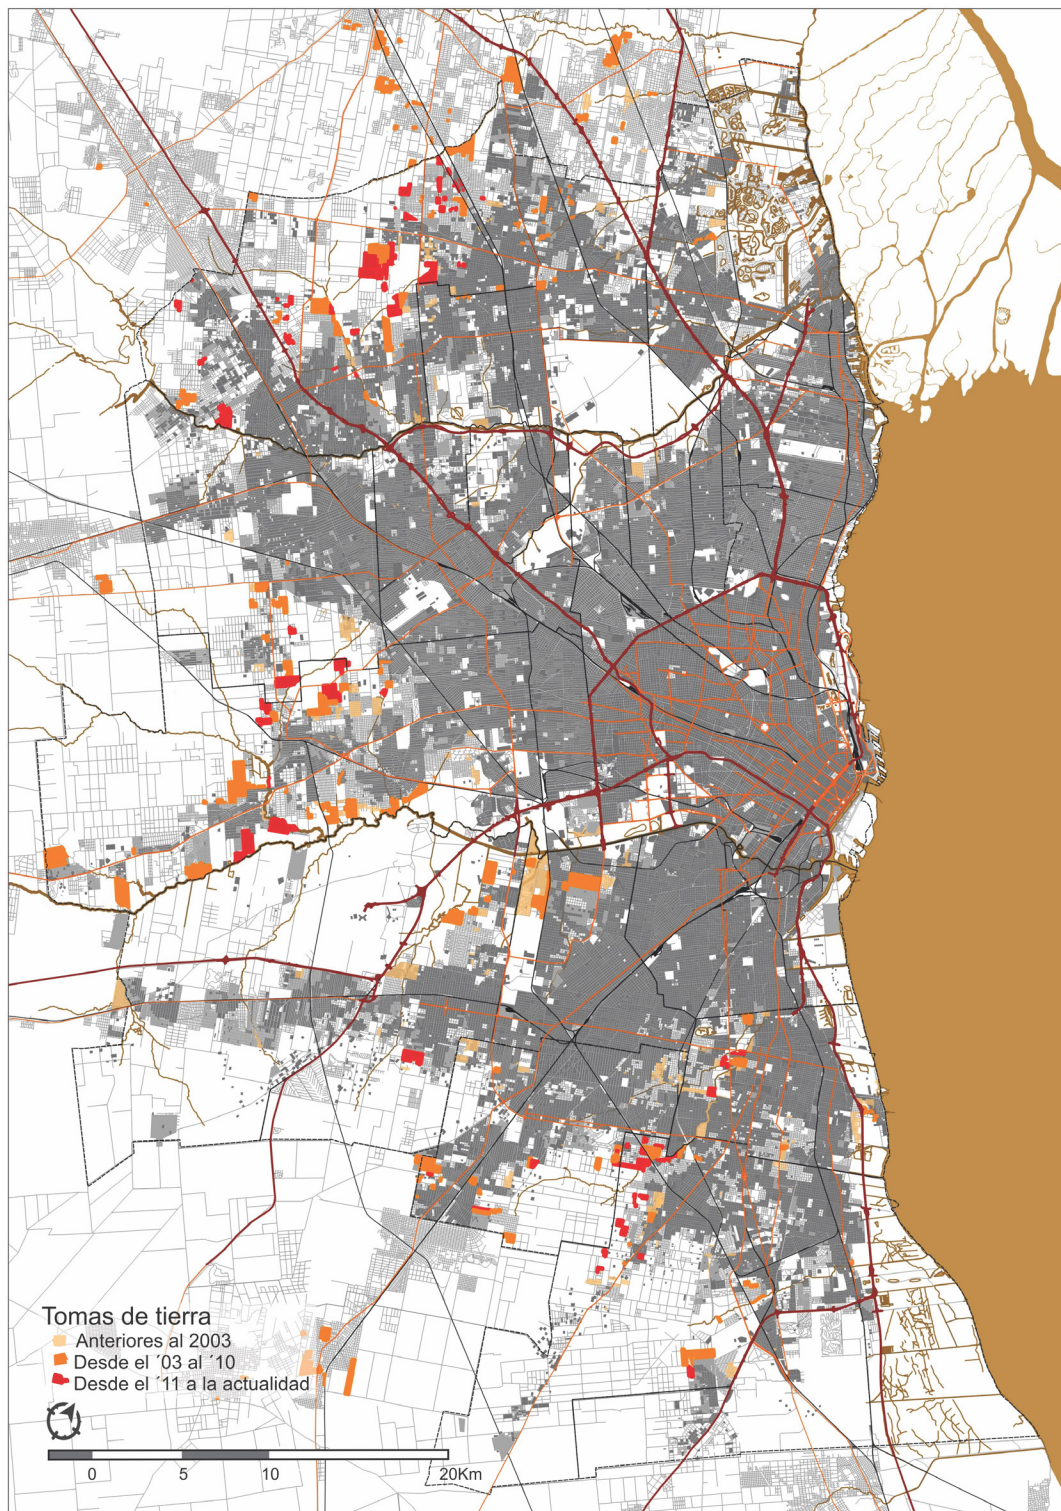 Tomas de tierra
Anteriores al 2003
Desde el ´03 al ´10
Desde el ´11 a la actualidad
0 5 10 20Km